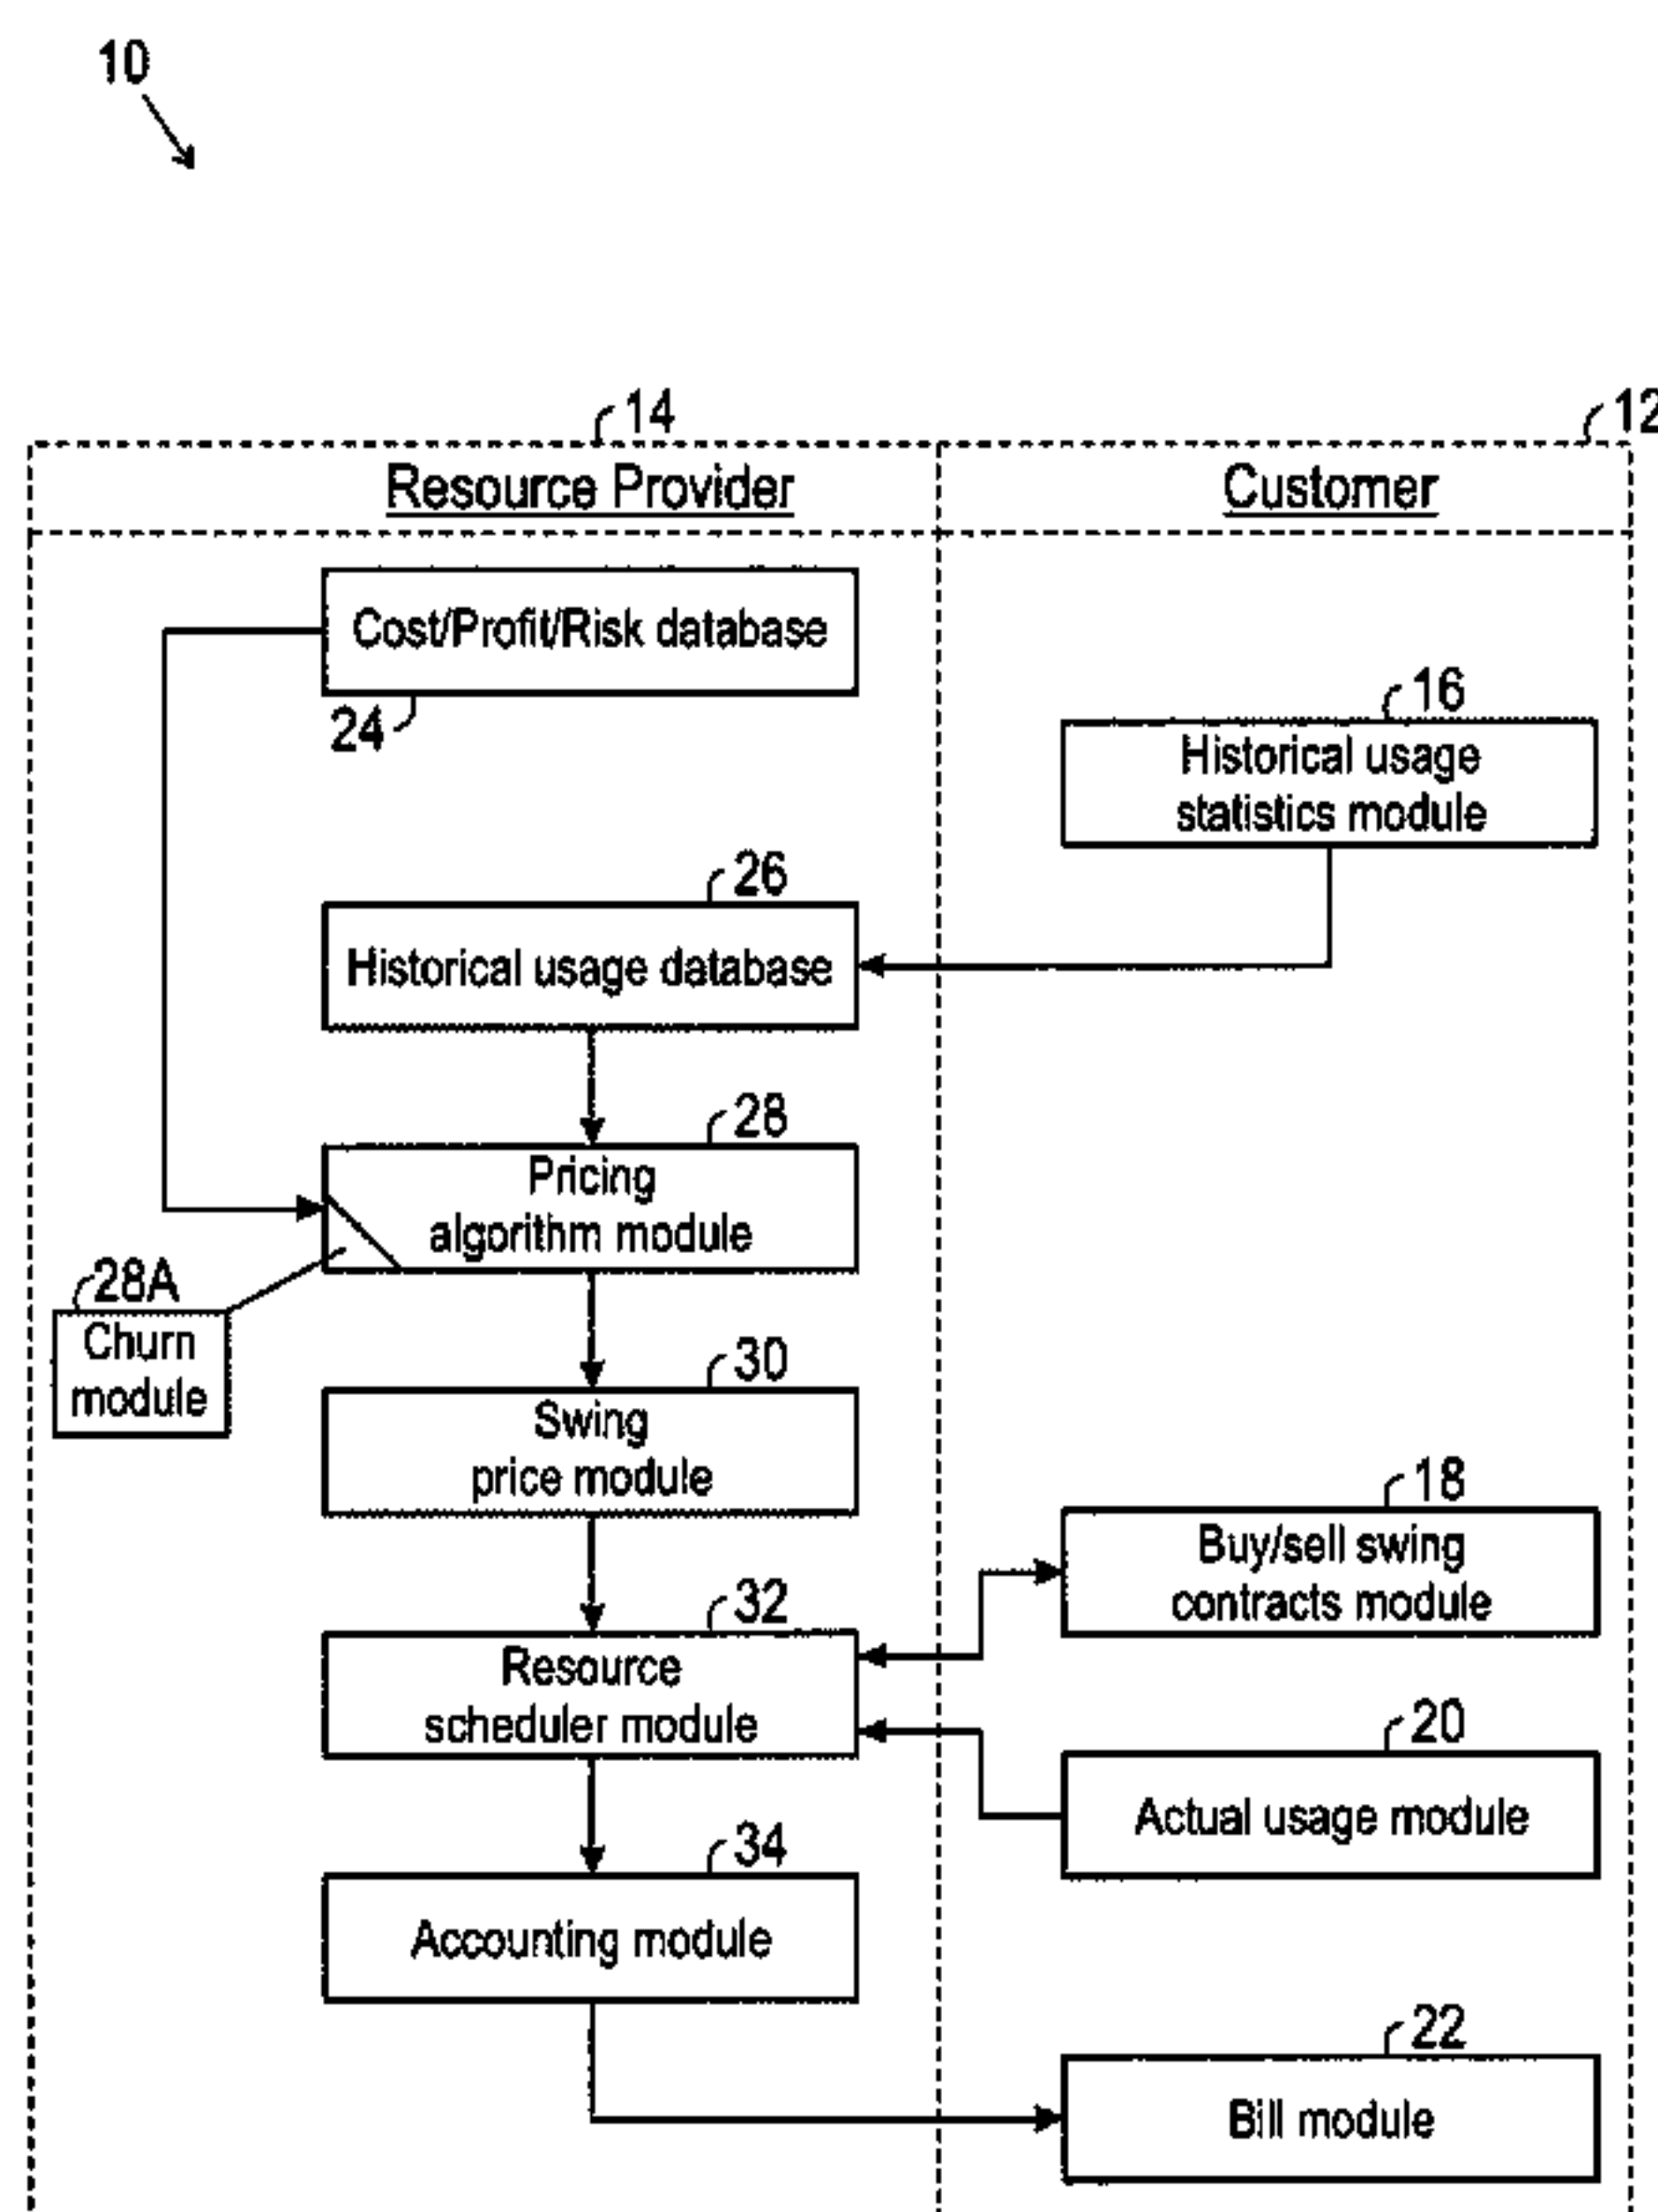 10
14
12
Resource Provider
Customer
Cost/Profit/Risk database
24
16
Historical usage
statistics module
26
Historical usage database
28
Pricing
algorithm module
28A
Churn
module
30
Swing
price module
18
Buy/sell swing
contracts module
32
Resource
scheduler module
20
Actual usage module
34
Accounting module
22
Bill module